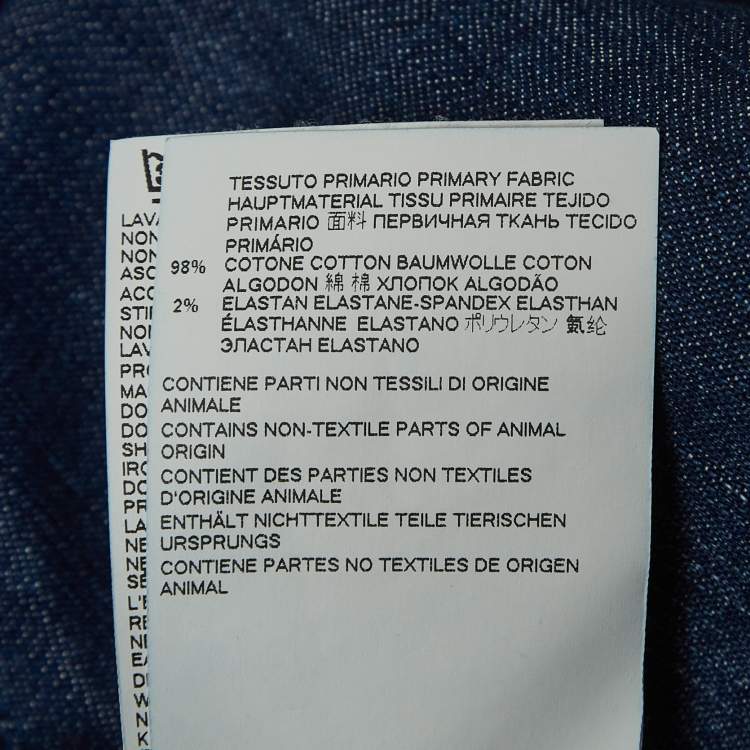 TESSUTO PRIMARIO PRIMARY FABRIC
HAUPTMATERIAL TISSU PRIMAIRE TEJIDO
PRIMARIO 面料 ПЕРВИЧНАЯ ТКАНЬ TECIDO
PRIMÁRIO
98% COTONE COTTON BAUMWOLLE COTON
ALGODON 綿 棉 ХЛОПОК ALGODÃO
2% ELASTAN ELASTANE-SPANDEX ELASTHAN
ÉLASTHANNE ELASTANO ポリウレタン 氨纶
ЭЛАСТАН ELASTANO
CONTIENE PARTI NON TESSILI DI ORIGINE
ANIMALE
CONTAINS NON-TEXTILE PARTS OF ANIMAL
ORIGIN
CONTIENT DES PARTIES NON TEXTILES
D'ORIGINE ANIMALE
ENTHÄLT NICHTTEXTILE TEILE TIERISCHEN
URSPRUNGS
CONTIENE PARTES NO TEXTILES DE ORIGEN
ANIMAL